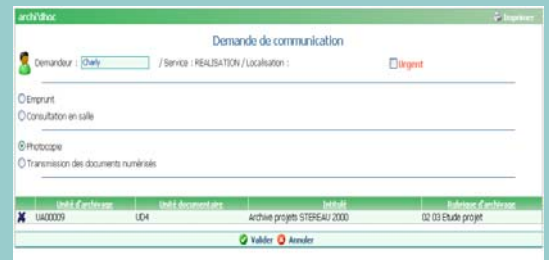 archi'dhoc Imprimer
Demande de communication
Demandeur : Charly / Service : REALISATION / Localisation : Urgent
Emprunt
Consultation en salle
Photocopie
Transmission des documents numérisés
Unité d'archivage Unité documentaire Intitulé Rubrique d'archivage
UA00009 UD4 Archive projets STEREAU 2000 02 03 Etude projet
Valider Annuler